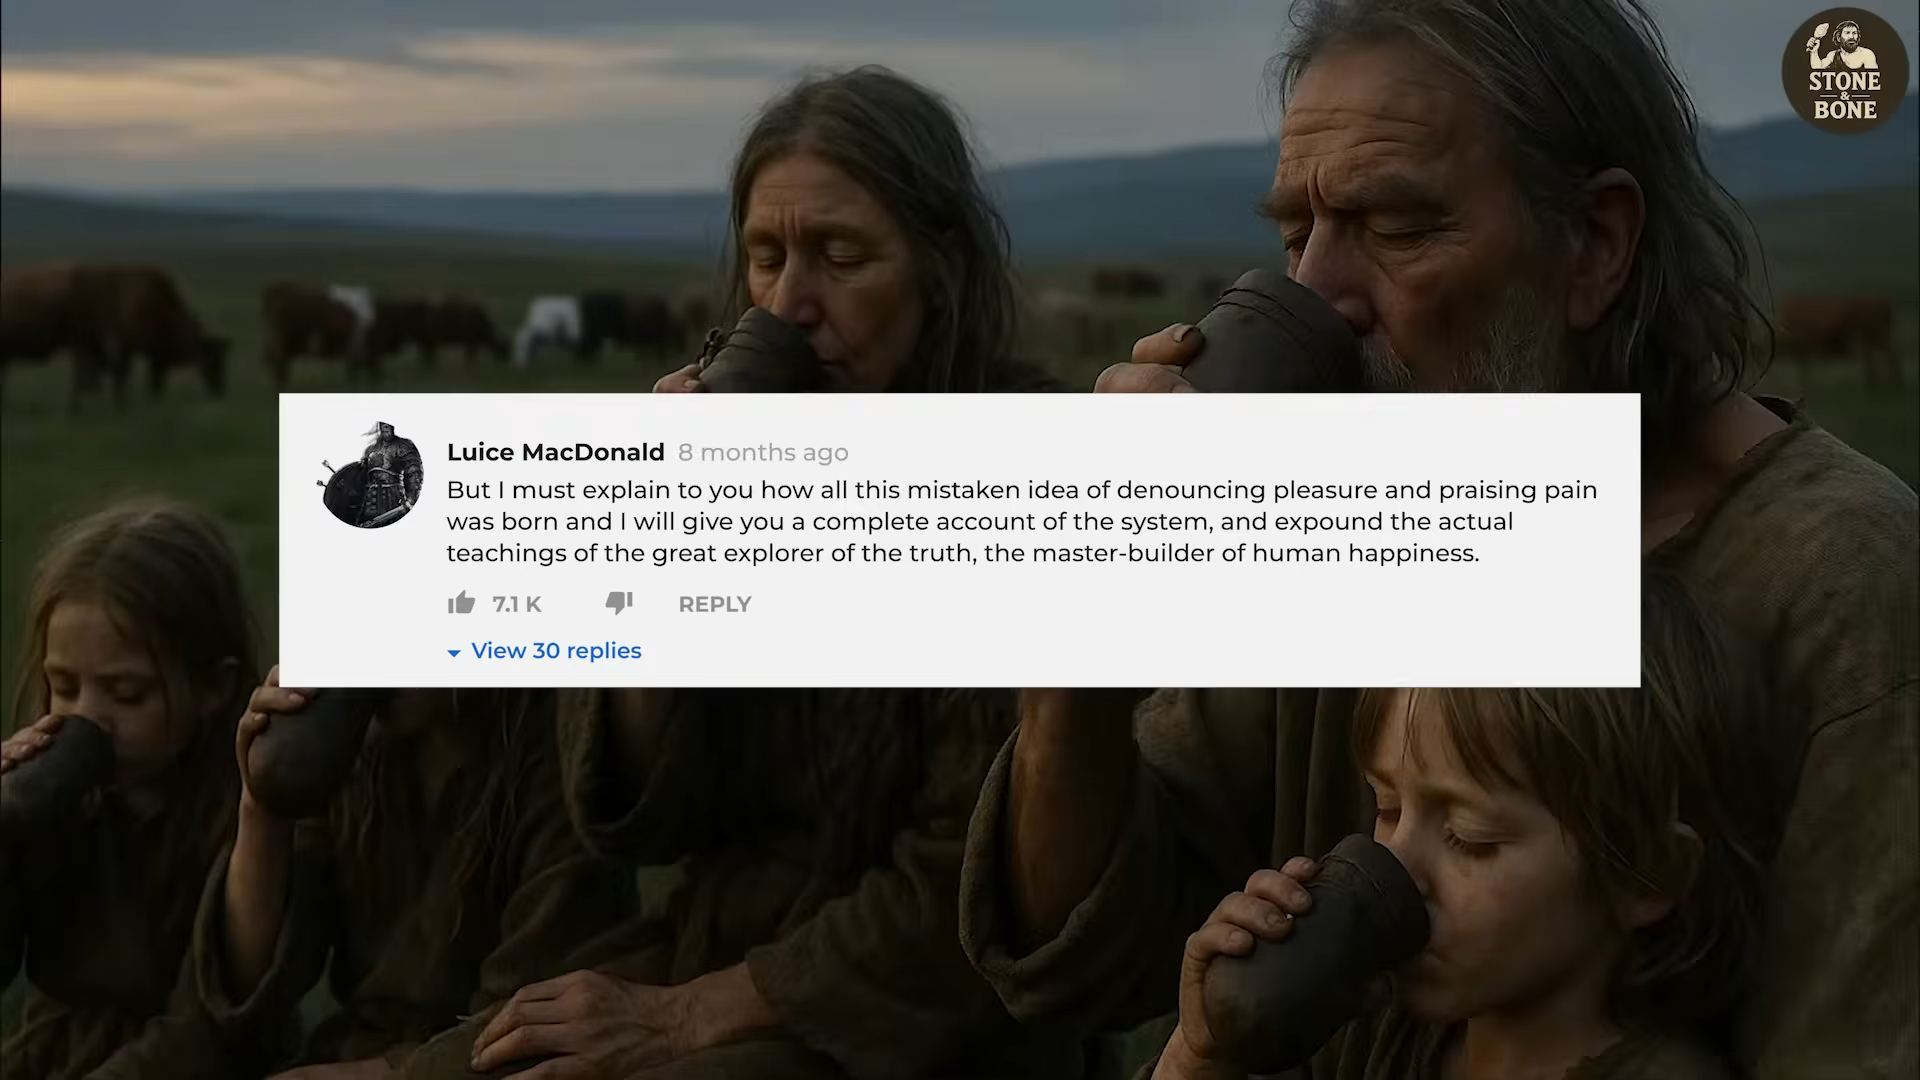 STONE
&
BONE
Luice MacDonald 8 months ago
But I must explain to you how all this mistaken idea of denouncing pleasure and praising pain
was born and I will give you a complete account of the system, and expound the actual
teachings of the great explorer of the truth, the master-builder of human happiness.
7.1 K REPLY
View 30 replies